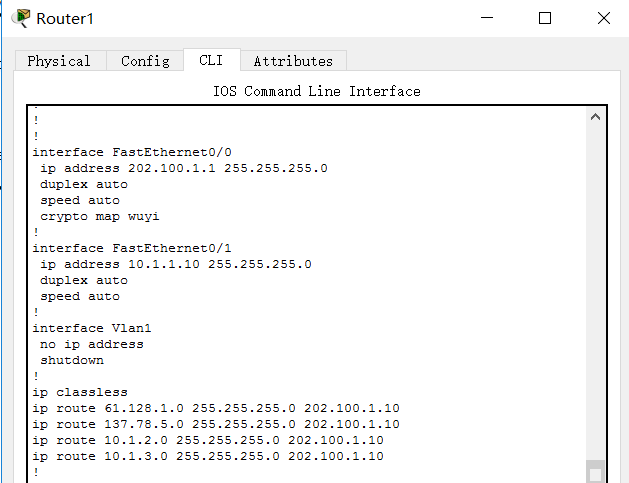 Router1
Physical Config CLI Attributes
IOS Command Line Interface
!
!
!
interface FastEthernet0/0
ip address 202.100.1.1 255.255.255.0
duplex auto
speed auto
crypto map wuyi
!
interface FastEthernet0/1
ip address 10.1.1.10 255.255.255.0
duplex auto
speed auto
!
interface Vlan1
no ip address
shutdown
!
ip classless
ip route 61.128.1.0 255.255.255.0 202.100.1.10
ip route 137.78.5.0 255.255.255.0 202.100.1.10
ip route 10.1.2.0 255.255.255.0 202.100.1.10
ip route 10.1.3.0 255.255.255.0 202.100.1.10
!